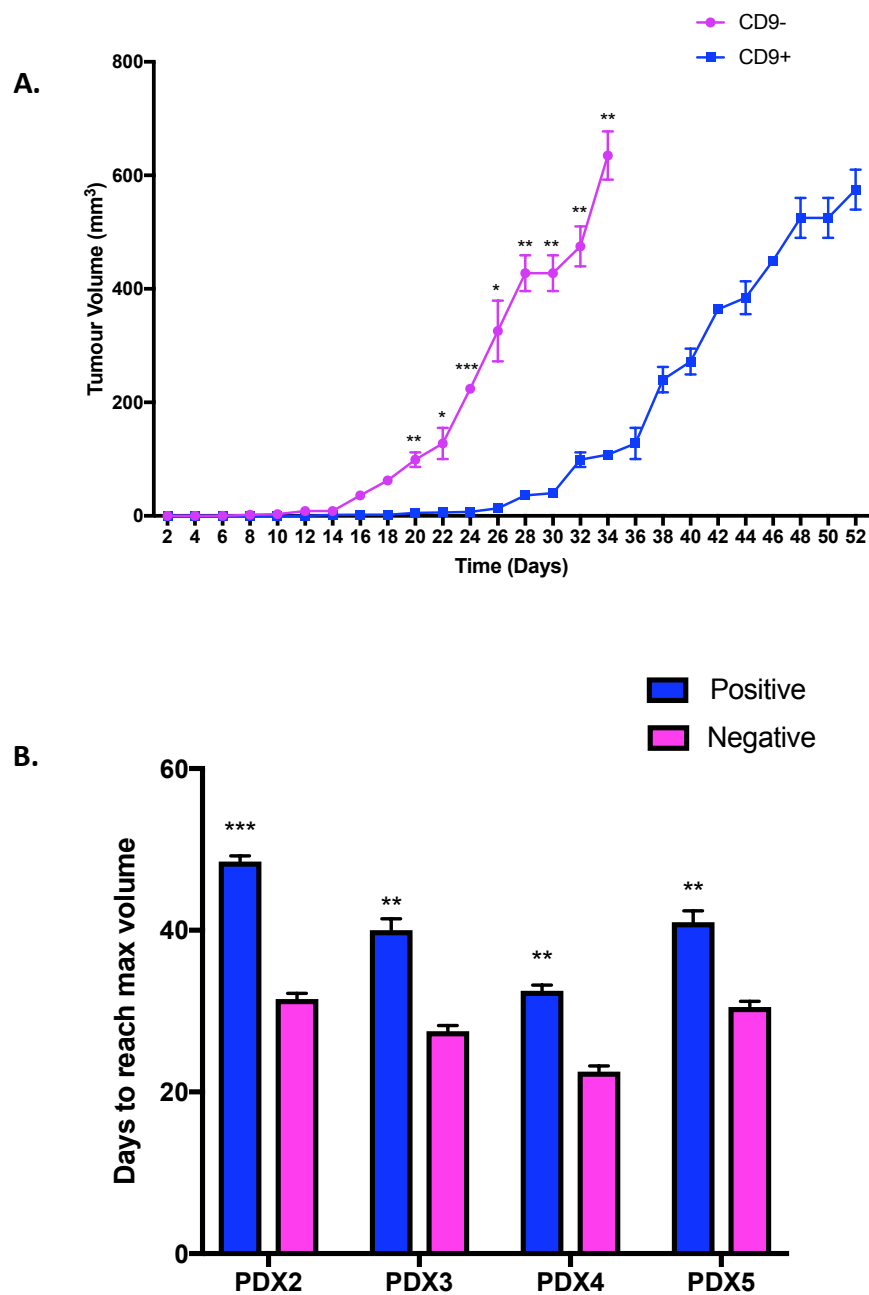 CD9-
CD9+
A.
800
600
400
200
0
Tumour Volume (mm³)
** * *** * ** ** ** **
2 4 6 8 10 12 14 16 18 20 22 24 26 28 30 32 34 36 38 40 42 44 46 48 50 52
Time (Days)
Positive
Negative
B.
60
40
20
0
Days to reach max volume
*** ** ** **
PDX2 PDX3 PDX4 PDX5